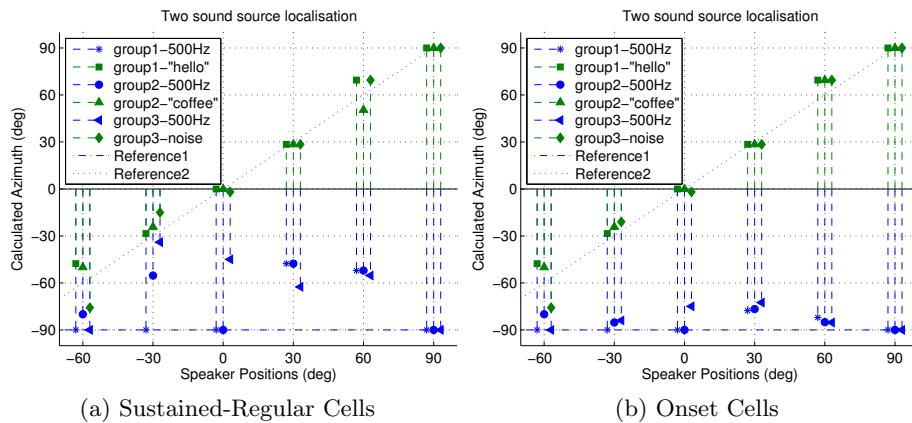 Two sound source localisation
90
60
30
0
−30
−60
−90
Calculated Azimuth (deg)
group1−500Hz
group1−"hello"
group2−500Hz
group2−"coffee"
group3−500Hz
group3−noise
Reference1
Reference2
−60 −30 0 30 60 90
Speaker Positions (deg)
(a) Sustained-Regular Cells
Two sound source localisation
90
60
30
0
−30
−60
−90
Calculated Azimuth (deg)
group1−500Hz
group1−"hello"
group2−500Hz
group2−"coffee"
group3−500Hz
group3−noise
Reference1
Reference2
−60 −30 0 30 60 90
Speaker Positions (deg)
(b) Onset Cells